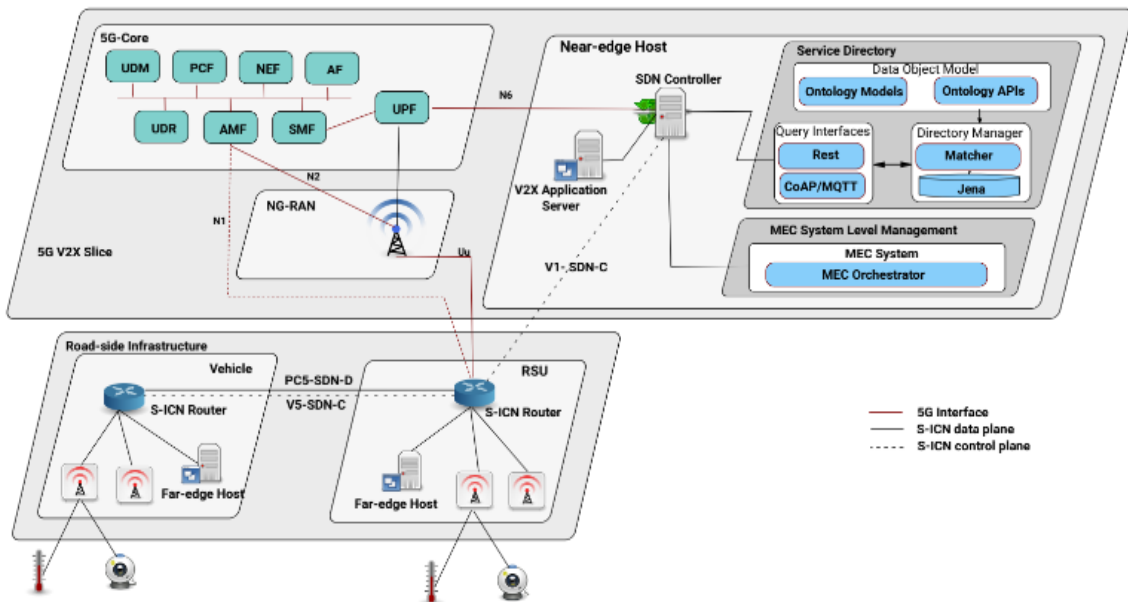 5G-Core
UDM
PCF
NEF
AF
UDR
AMF
SMF
UPF
N6
N2
N1
NG-RAN
Uu
5G V2X Slice
Near-edge Host
SDN Controller
V2X Application
Server
V1-,SDN-C
Service Directory
Data Object Model
Ontology Models
Ontology APIs
Query Interfaces
Rest
CoAP/MQTT
Directory Manager
Matcher
Jena
MEC System Level Management
MEC System
MEC Orchestrator
Road-side Infrastructure
Vehicle
S-ICN Router
Far-edge Host
PC5-SDN-D
V5-SDN-C
RSU
S-ICN Router
Far-edge Host
5G Interface
S-ICN data plane
S-ICN control plane